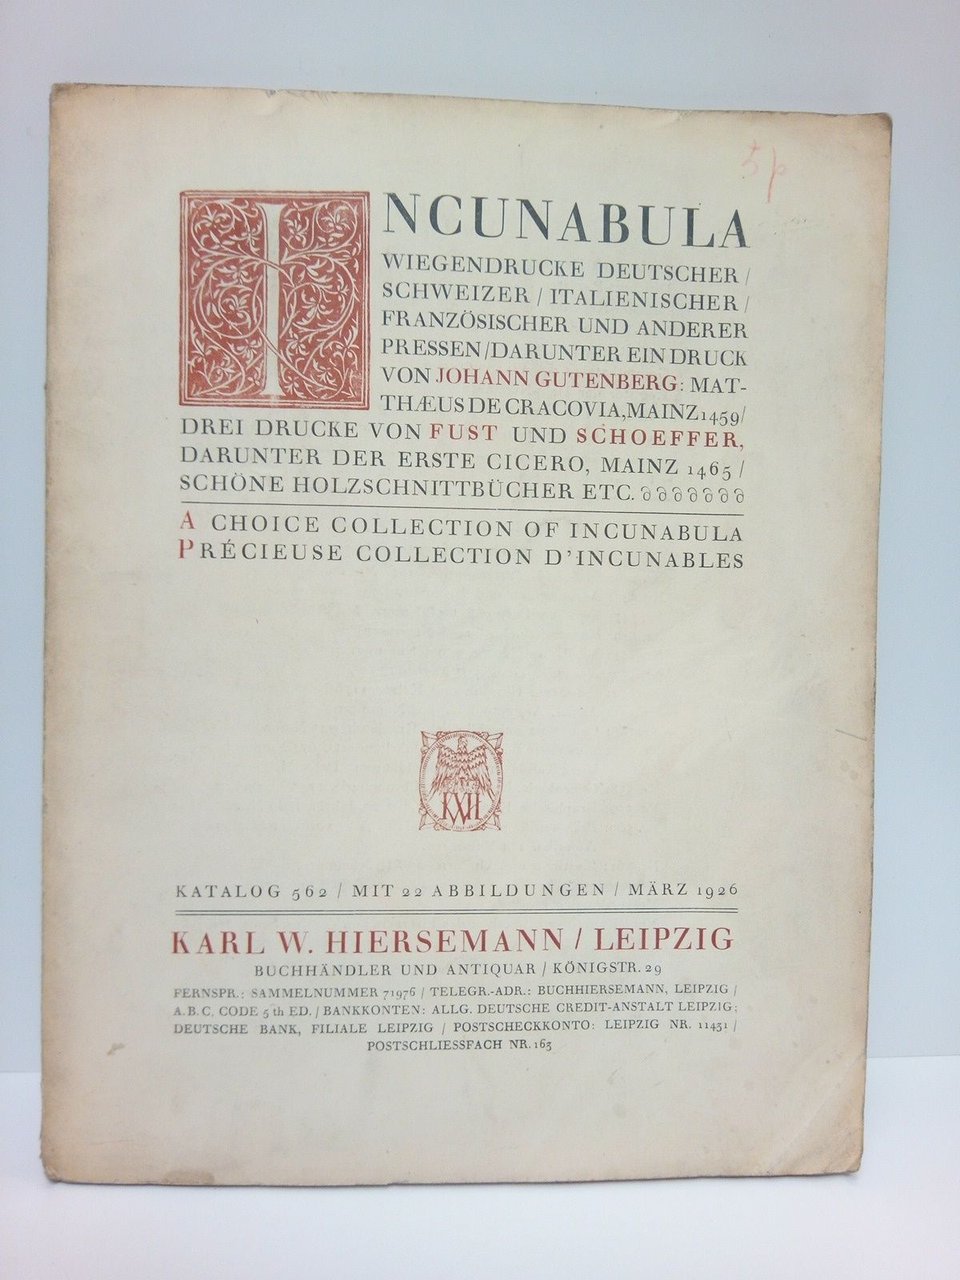 INCUNABULA
WIEGENDRUCKE DEUTSCHER /
SCHWEIZER / ITALIENISCHER /
FRANZÖSISCHER UND ANDERER
PRESSEN / DARUNTER EIN DRUCK
VON JOHANN GUTENBERG: MAT-
THÆUS DE CRACOVIA, MAINZ 1459 /
DREI DRUCKE VON FUST UND SCHOEFFER,
DARUNTER DER ERSTE CICERO, MAINZ 1465 /
SCHÖNE HOLZSCHNITTBÜCHER ETC.
A CHOICE COLLECTION OF INCUNABULA
PRÉCIEUSE COLLECTION D'INCUNABLES
KWH
KATALOG 562 / MIT 22 ABBILDUNGEN / MÄRZ 1926
KARL W. HIERSEMANN / LEIPZIG
BUCHHÄNDLER UND ANTIQUAR / KÖNIGSTR. 29
FERNSPR.: SAMMELNUMMER 71976 / TELEGR.-ADR.: BUCHHIERSEMANN, LEIPZIG /
A.B.C. CODE 5th ED. / BANKKONTEN: ALLG. DEUTSCHE CREDIT-ANSTALT LEIPZIG;
DEUTSCHE BANK, FILIALE LEIPZIG / POSTSCHECKKONTO: LEIPZIG NR. 11431 /
POSTSCHLIESSFACH NR. 163